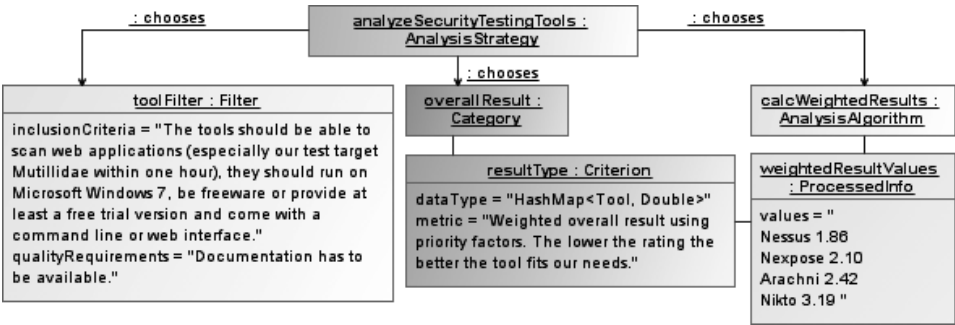 : chooses
analyzeSecurityTestingTools :
AnalysisStrategy
: chooses
: chooses
toolFilter : Filter
inclusionCriteria = "The tools should be able to
scan web applications (especially our test target
Mutillidae within one hour), they should run on
Microsoft Windows 7, be freeware or provide at
least a free trial version and come with a
command line or web interface."
qualityRequirements = "Documentation has to
be available."
overallResult :
Category
resultType : Criterion
dataType = "HashMap<Tool, Double>"
metric = "Weighted overall result using
priority factors. The lower the rating the
better the tool fits our needs."
calcWeightedResults :
AnalysisAlgorithm
weightedResultValues
: ProcessedInfo
values = "
Nessus 1.86
Nexpose 2.10
Arachni 2.42
Nikto 3.19 "